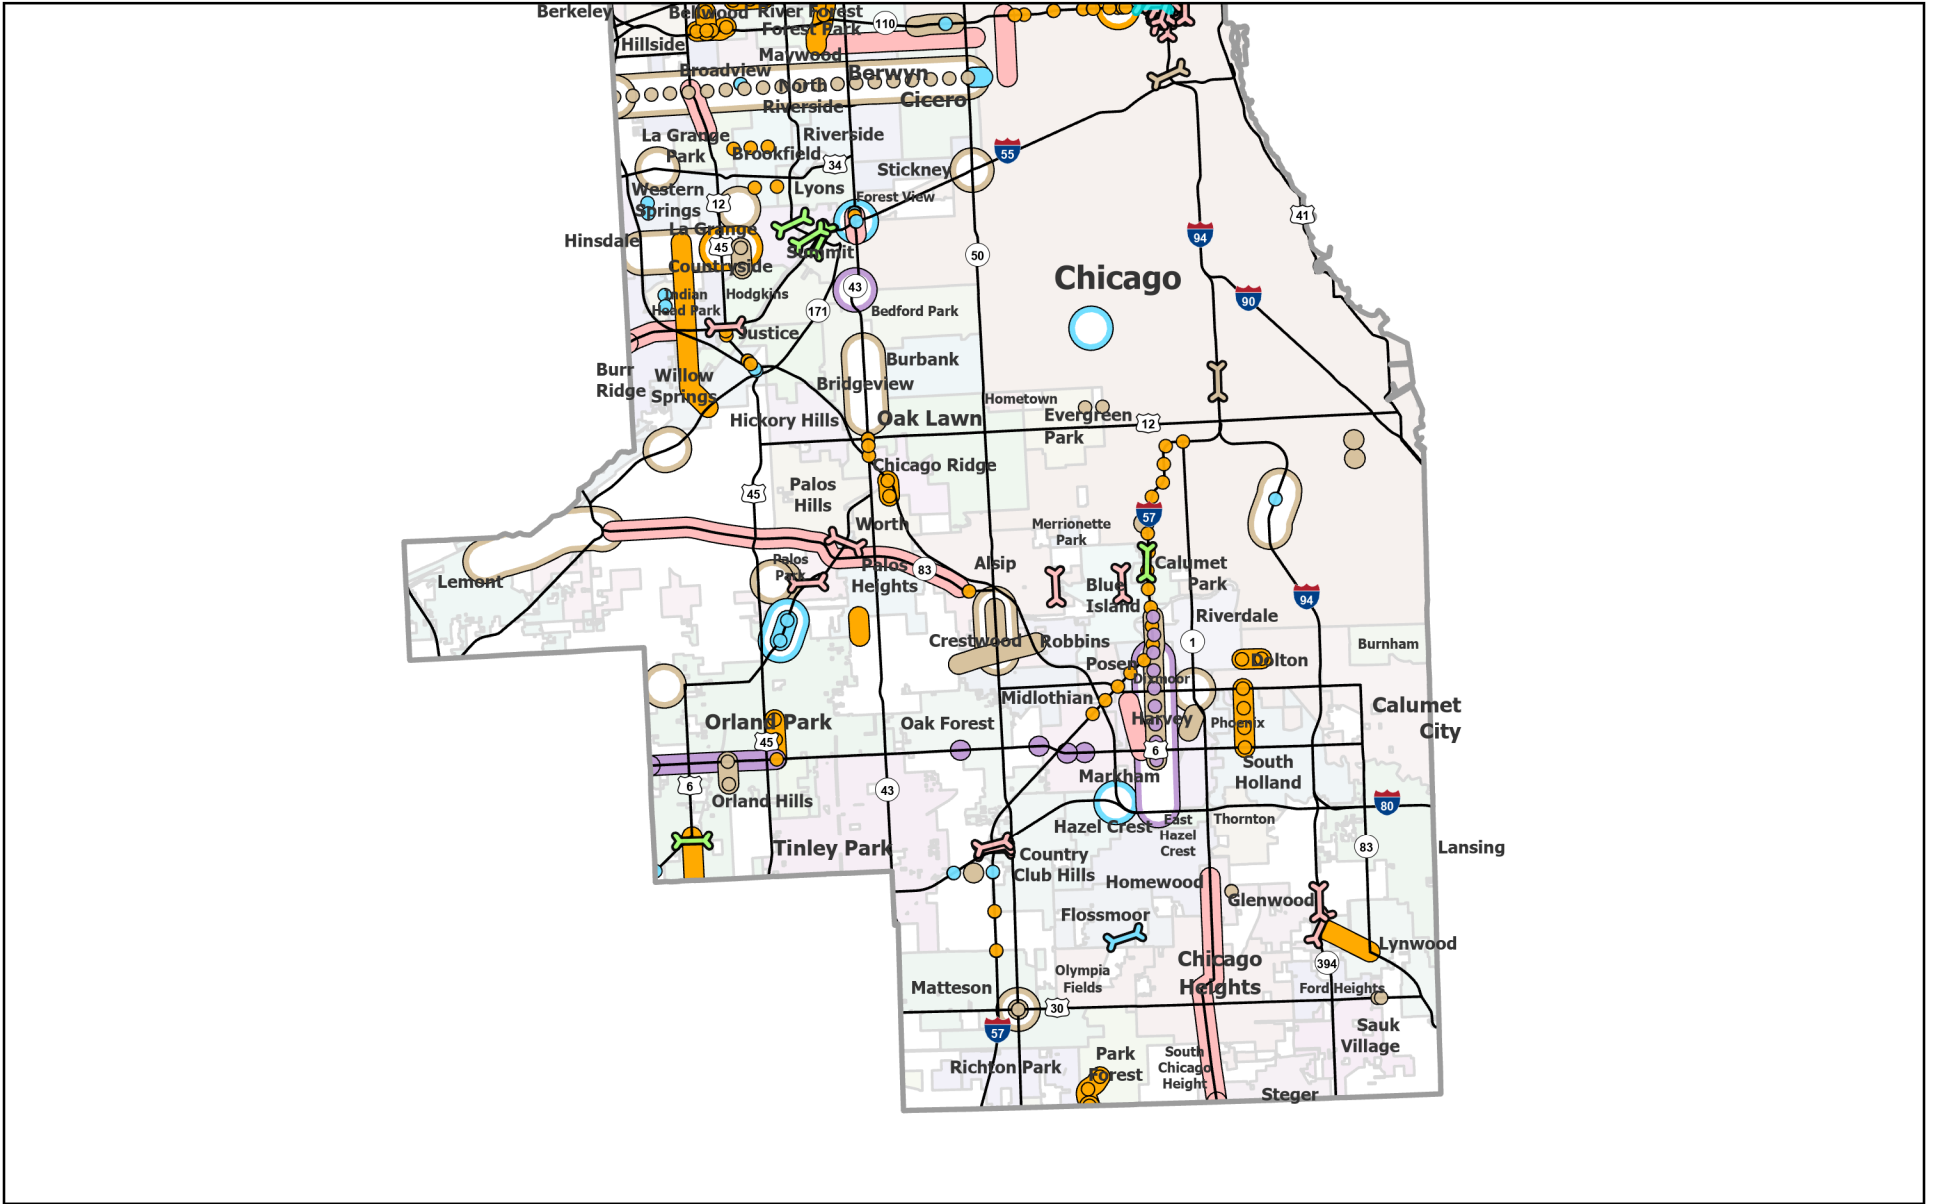 Berkeley
Bellwood
River Forest
Forest Park
110
Hillside
Maywood
Broadview
Berwyn
North
Riverside
Cicero
La Grange
Park
Riverside
Brookfield
34
55
Stickney
Western
Springs
12
Lyons
Forest View
41
La Grange
Hinsdale
45
Summit
50
94
Countryside
Chicago
Indian
Head Park
Hodgkins
43
90
171
Bedford Park
Justice
Burbank
Burr
Ridge
Willow
Springs
Bridgeview
Hometown
Hickory Hills
Oak Lawn
Evergreen
Park
12
Chicago Ridge
45
Palos
Hills
57
Worth
Merrionette
Park
Palos
Park
Palos
Heights
83
Alsip
Calumet
Park
Lemont
Blue
Island
94
Riverdale
Crestwood
Robbins
1
Burnham
Posen
Dolton
Dixmoor
Midlothian
Calumet
City
Orland Park
Oak Forest
Harvey
Phoenix
45
6
South
Holland
6
Markham
43
Orland Hills
80
Hazel Crest
East
Hazel
Crest
Thornton
Tinley Park
83
Lansing
Country
Club Hills
Homewood
Glenwood
Flossmoor
Lynwood
Chicago
Heights
394
Olympia
Fields
Matteson
Ford Heights
30
57
Sauk
Village
Richton Park
Park
Forest
South
Chicago
Height
Steger